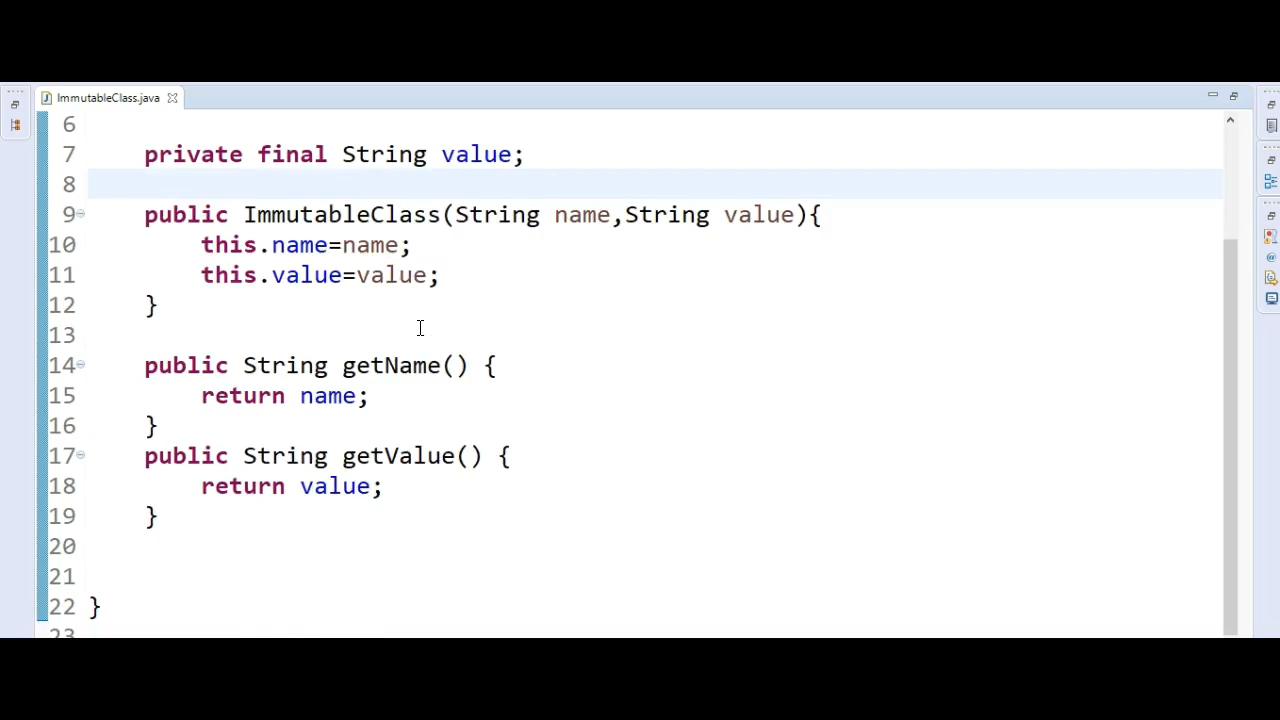 ImmutableClass.java
6
7 private final String value;
8
9 public ImmutableClass(String name,String value){
10 this.name=name;
11 this.value=value;
12 }
13
14 public String getName() {
15 return name;
16 }
17 public String getValue() {
18 return value;
19 }
20
21
22 }
23